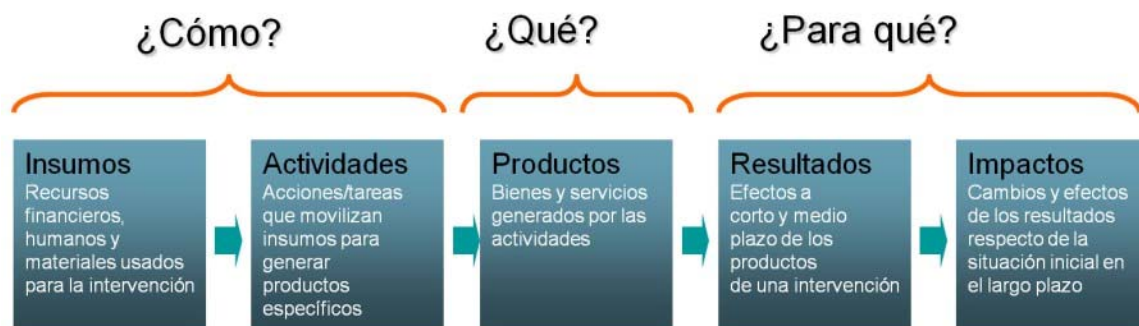 ¿Cómo?
¿Qué?
¿Para qué?
Insumos
Recursos
financieros,
humanos y
materiales usados
para la intervención
Actividades
Acciones/tareas
que movilizan
insumos para
generar
productos
específicos
Productos
Bienes y servicios
generados por las
actividades
Resultados
Efectos a
corto y medio
plazo de los
productos
de una intervención
Impactos
Cambios y efectos
de los resultados
respecto de la
situación inicial en
el largo plazo